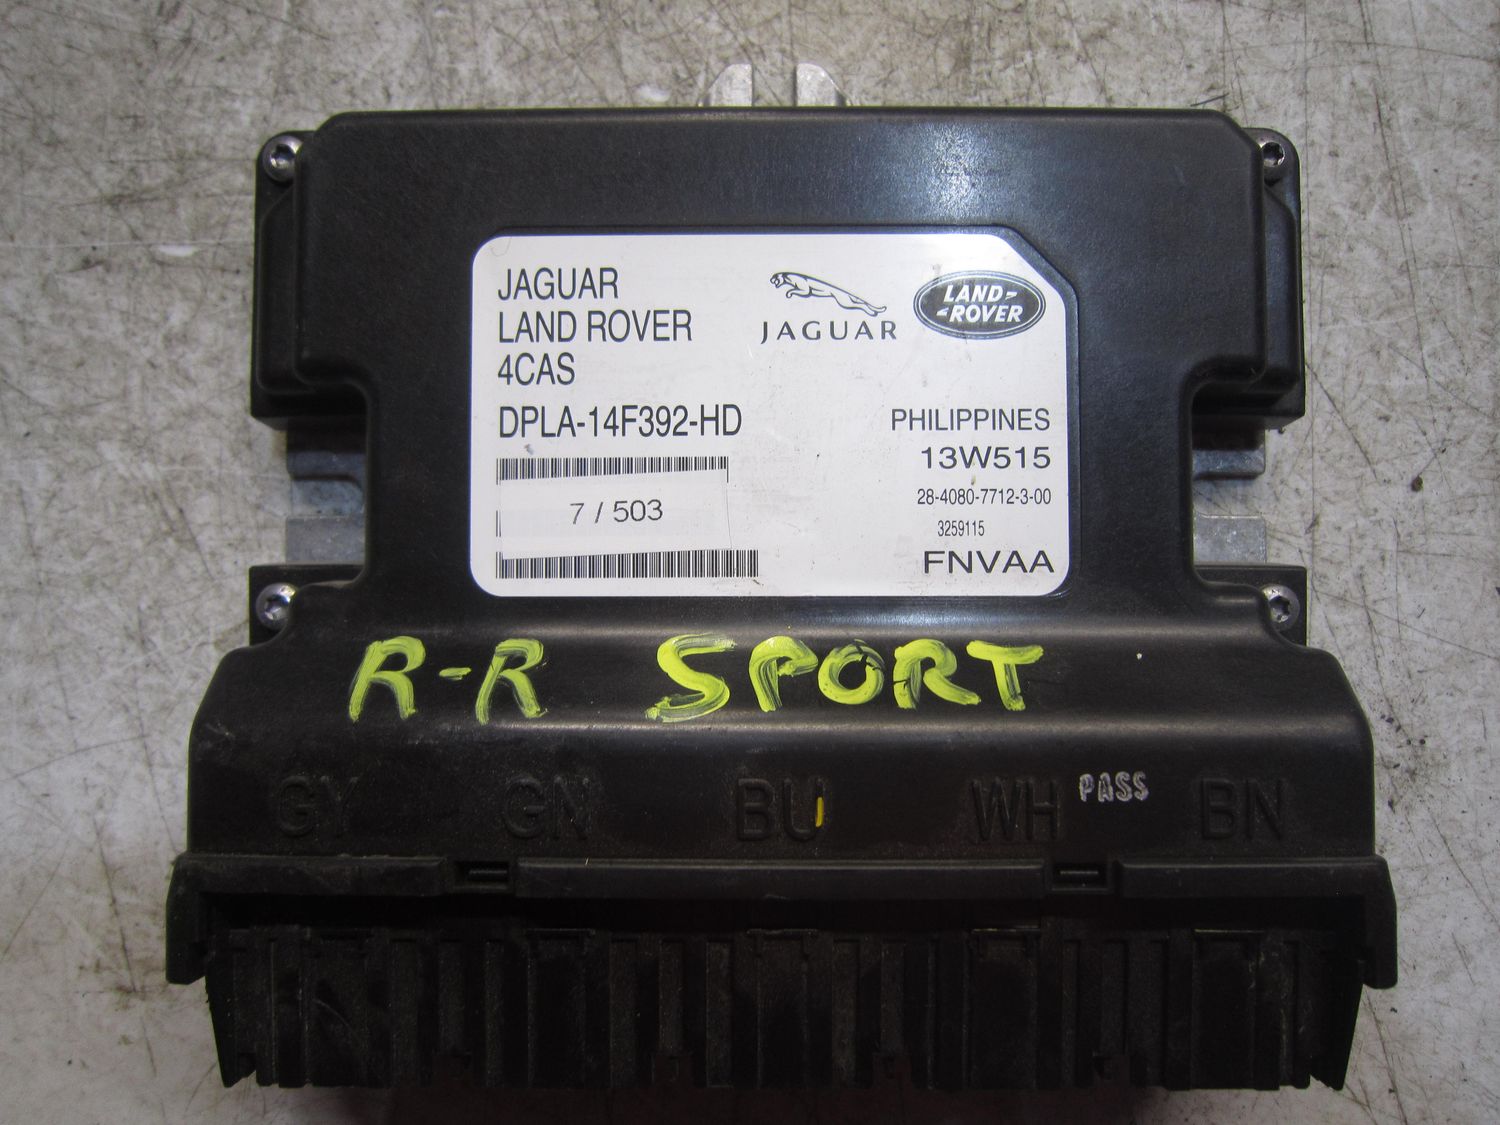 JAGUAR
LAND ROVER
4CAS
DPLA-14F392-HD
7 / 503
JAGUAR
LAND-
-ROVER
PHILIPPINES
13W515
28-4080-7712-3-00
3259115
FNVAA
R-R SPORT
GY GN BU WH PASS BN